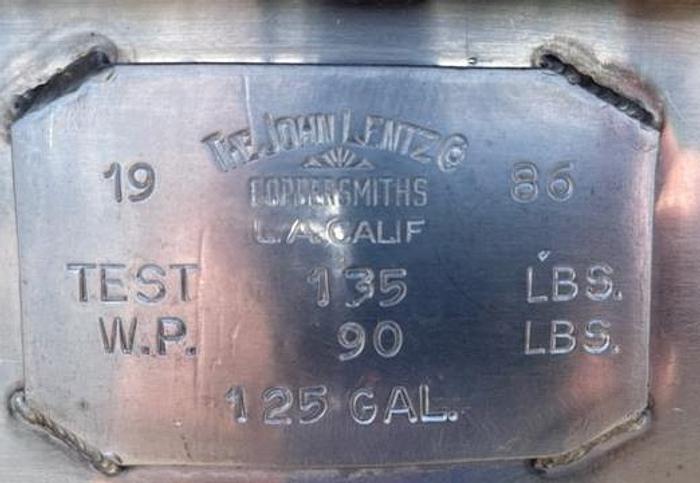 THE JOHN LENTZ Co
19 COPPERSMITHS 86
L.A. CALIF
TEST 135 LBS.
W.P. 90 LBS.
125 GAL.